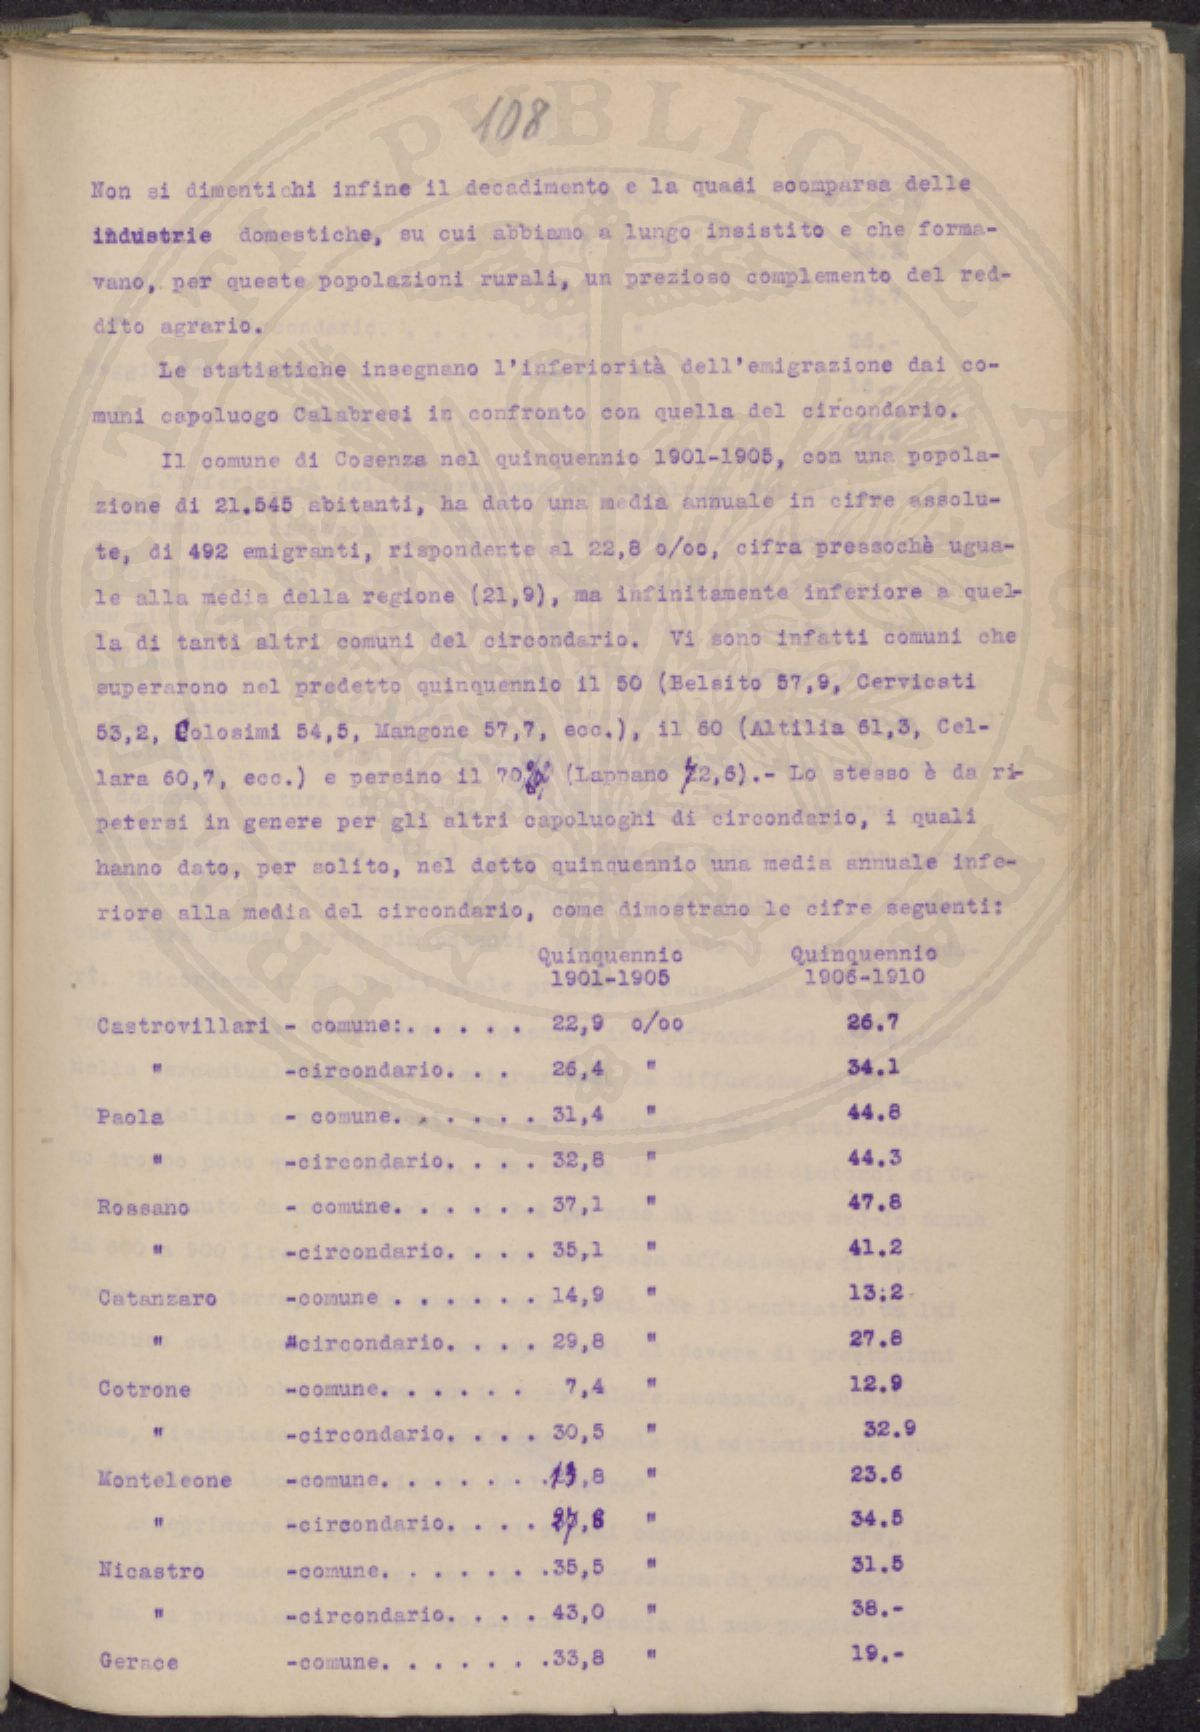 108
Non si dimentichi infine il decadimento e la quasi scomparsa delle
industrie domestiche, su cui abbiamo a lungo insistito e che forma-
vano, per queste popolazioni rurali, un prezioso complemento del red-
dito agrario.
Le statistiche insegnano l'inferiorità dell'emigrazione dai co-
muni capoluogo Calabresi in confronto con quella del circondario.
Il comune di Cosenza nel quinquennio 1901-1905, con una popola-
zione di 21.545 abitanti, ha dato una media annuale in cifre assolu-
te, di 492 emigranti, rispondente al 22,8 o/oo, cifra pressochè ugua-
le alla media della regione (21,9), ma infinitamente inferiore a quel-
la di tanti altri comuni del circondario. Vi sono infatti comuni che
superarono nel predetto quinquennio il 50 (Belsito 57,9, Cervicati
53,2, Colosimi 54,5, Mangone 57,7, ecc.), il 60 (Altilia 61,3, Cel-
lara 60,7, ecc.) e persino il 70 (Lappano 72,6).- Lo stesso è da ri-
petersi in genere per gli altri capoluoghi di circondario, i quali
hanno dato, per solito, nel detto quinquennio una media annuale infe-
riore alla media del circondario, come dimostrano le cifre seguenti:
Quinquennio Quinquennio
1901-1905 1906-1910
Castrovillari - comune:. . . . . 22,9 o/oo 26.7
" -circondario. . . 26,4 " 34.1
Paola - comune. . . . . . 31,4 " 44.8
" -circondario. . . . 32,8 " 44.3
Rossano - comune. . . . . . 37,1 " 47.8
" -circondario. . . . 35,1 " 41.2
Catanzaro -comune . . . . . . 14,9 " 13:2
" -circondario. . . . 29,8 " 27.8
Cotrone -comune. . . . . . 7,4 " 12.9
" -circondario. . . . 30,5 " 32.9
Monteleone -comune. . . . . . . ,8 " 23.6
" -circondario. . . . " 34.5
Nicastro -comune. . . . . . .35,5 " 31.5
" -circondario. . . . 43,0 " 38.-
Gerace -comune. . . . . . .33,8 " 19.-